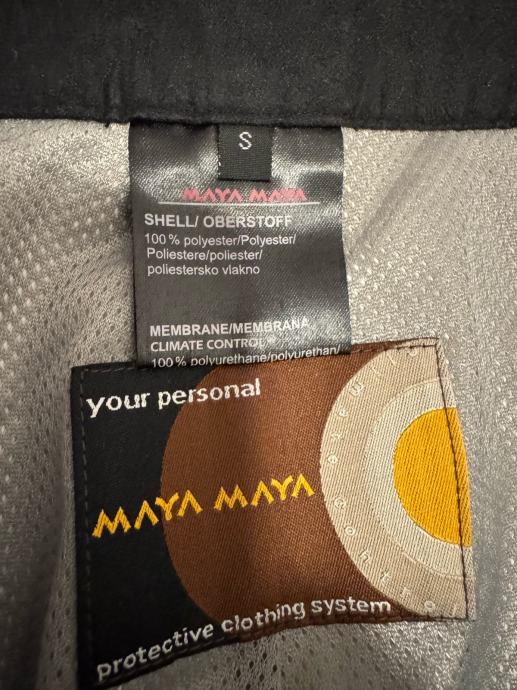 S
MAYA MAYA
SHELL/ OBERSTOFF
100 % polyester/Polyester/
Poliestere/poliester/
poliestersko vlakno
MEMBRANE/MEMBRANA
CLIMATE CONTROL
100 % polyurethane/polyurethan/
your personal
MAYA MAYA
protective clothing system